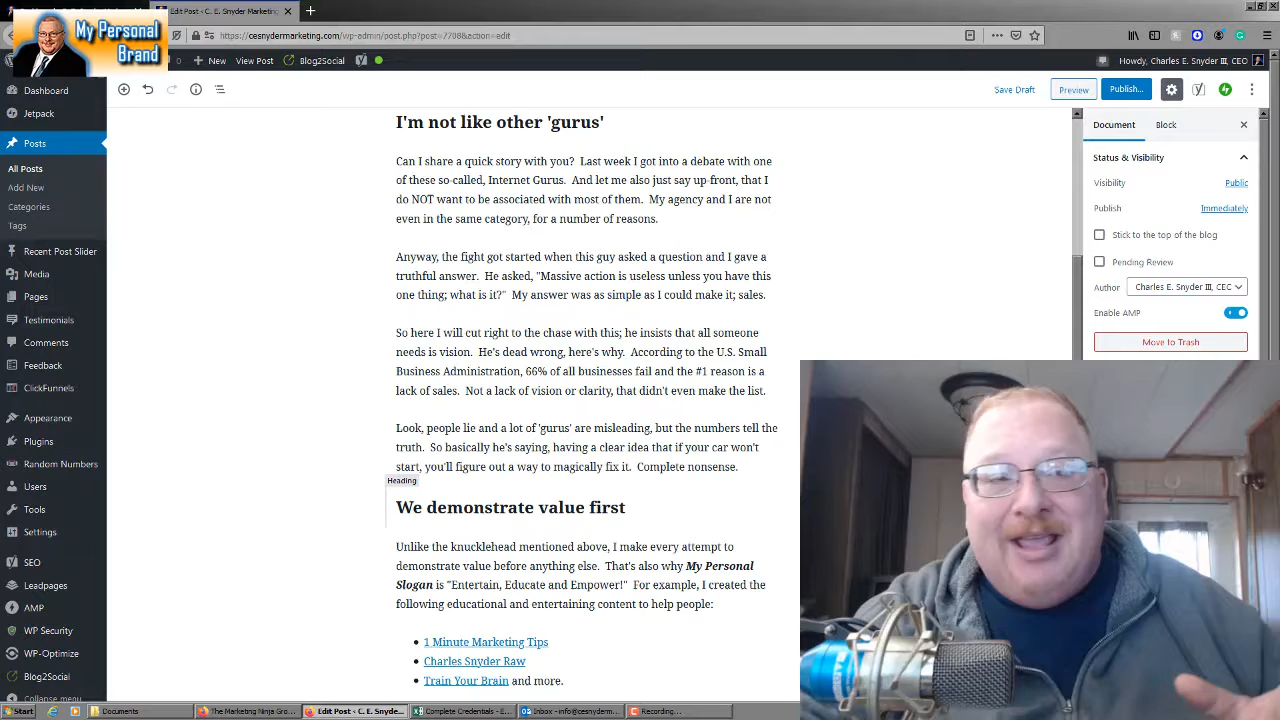 Edit Post ‹ C. E. Snyder Marketing
My Personal
Brand
https://cesnydermarketing.com/wp-admin/post.php?post=7708&action=edit
0
New
View Post
Blog2Social
Howdy, Charles E. Snyder III, CEO
Dashboard
Jetpack
Posts
All Posts
Add New
Categories
Tags
Recent Post Slider
Media
Pages
Testimonials
Comments
Feedback
ClickFunnels
Appearance
Plugins
Random Numbers
Users
Tools
Settings
SEO
Leadpages
AMP
WP Security
WP-Optimize
Blog2Social
Collapse menu
Save Draft
Preview
Publish...
I'm not like other 'gurus'
Can I share a quick story with you? Last week I got into a debate with one
of these so-called, Internet Gurus. And let me also just say up-front, that I
do NOT want to be associated with most of them. My agency and I are not
even in the same category, for a number of reasons.
Anyway, the fight got started when this guy asked a question and I gave a
truthful answer. He asked, "Massive action is useless unless you have this
one thing; what is it?" My answer was as simple as I could make it; sales.
So here I will cut right to the chase with this; he insists that all someone
needs is vision. He's dead wrong, here's why. According to the U.S. Small
Business Administration, 66% of all businesses fail and the #1 reason is a
lack of sales. Not a lack of vision or clarity, that didn't even make the list.
Look, people lie and a lot of 'gurus' are misleading, but the numbers tell the
truth. So basically he's saying, having a clear idea that if your car won't
start, you'll figure out a way to magically fix it. Complete nonsense.
Heading
We demonstrate value first
Unlike the knucklehead mentioned above, I make every attempt to
demonstrate value before anything else. That's also why My Personal
Slogan is "Entertain, Educate and Empower!" For example, I created the
following educational and entertaining content to help people:
1 Minute Marketing Tips
Charles Snyder Raw
Train Your Brain and more.
Document
Block
Status & Visibility
Visibility
Public
Publish
Immediately
Stick to the top of the blog
Pending Review
Author
Charles E. Snyder III, CEC
Enable AMP
Move to Trash
Start
Documents
The Marketing Ninja Gro...
Edit Post ‹ C. E. Snyde...
Complete Credentials - E...
Inbox - info@cesnyderm...
Recording...